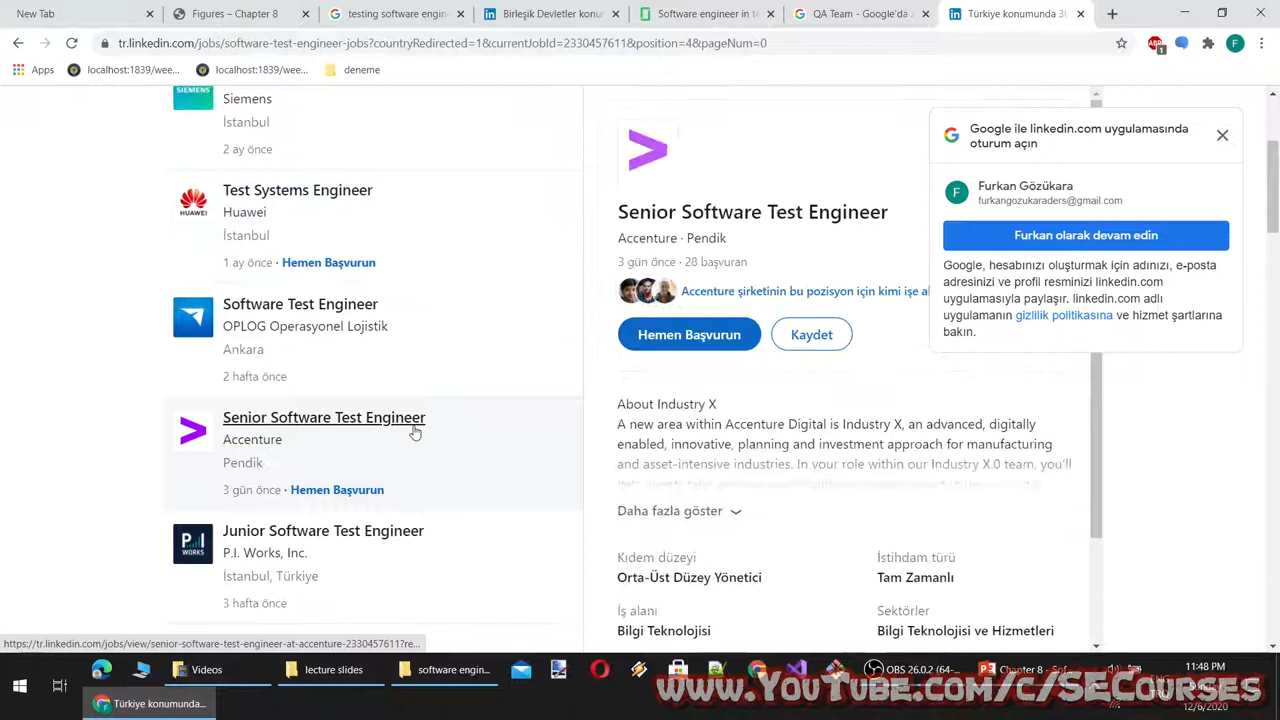 New Tab
Figures – Chapter 8
testing software engin
Birleşik Devletler konumu
Software engineer in te
QA Team - Google'da a
Türkiye konumunda 30
tr.linkedin.com/jobs/software-test-engineer-jobs?countryRedirected=1&currentJobId=2330457611&position=4&pageNum=0
Apps
localhost:1839/wee...
localhost:1839/wee...
deneme
SIEMENS
Siemens
İstanbul
2 ay önce
HUAWEI
Test Systems Engineer
Huawei
İstanbul
1 ay önce · Hemen Başvurun
Software Test Engineer
OPLOG Operasyonel Lojistik
Ankara
2 hafta önce
Senior Software Test Engineer
Accenture
Pendik
3 gün önce · Hemen Başvurun
P.I.
WORKS
Junior Software Test Engineer
P.I. Works, Inc.
İstanbul, Türkiye
3 hafta önce
Senior Software Test Engineer
Accenture · Pendik
3 gün önce · 28 başvuran
Accenture şirketinin bu pozisyon için kimi işe al
Hemen Başvurun
Kaydet
About Industry X
A new area within Accenture Digital is Industry X, an advanced, digitally
enabled, innovative, planning and investment approach for manufacturing
and asset-intensive industries. In your role within our Industry X.0 team, you'll
Daha fazla göster
Kıdem düzeyi
Orta-Üst Düzey Yönetici
İstihdam türü
Tam Zamanlı
İş alanı
Bilgi Teknolojisi
Sektörler
Bilgi Teknolojisi ve Hizmetleri
Google ile linkedin.com uygulamasında
oturum açın
F
Furkan Gözükara
furkangozukaraders@gmail.com
Furkan olarak devam edin
Google, hesabınızı oluşturmak için adınızı, e-posta
adresinizi ve profil resminizi linkedin.com
uygulamasıyla paylaşır. linkedin.com adlı
uygulamanın gizlilik politikasına ve hizmet şartlarına
bakın.
https://tr.linkedin.com/jobs/view/senior-software-test-engineer-at-accenture-2330457611?re...
Videos
lecture slides
software engin...
OBS 26.0.2 (64-...
Chapter 8 - Sof...
11:48 PM
Sunday
12/6/2020
ENG
TRQ
Türkiye konumunda...
www.YouTube.com/c/SECourses